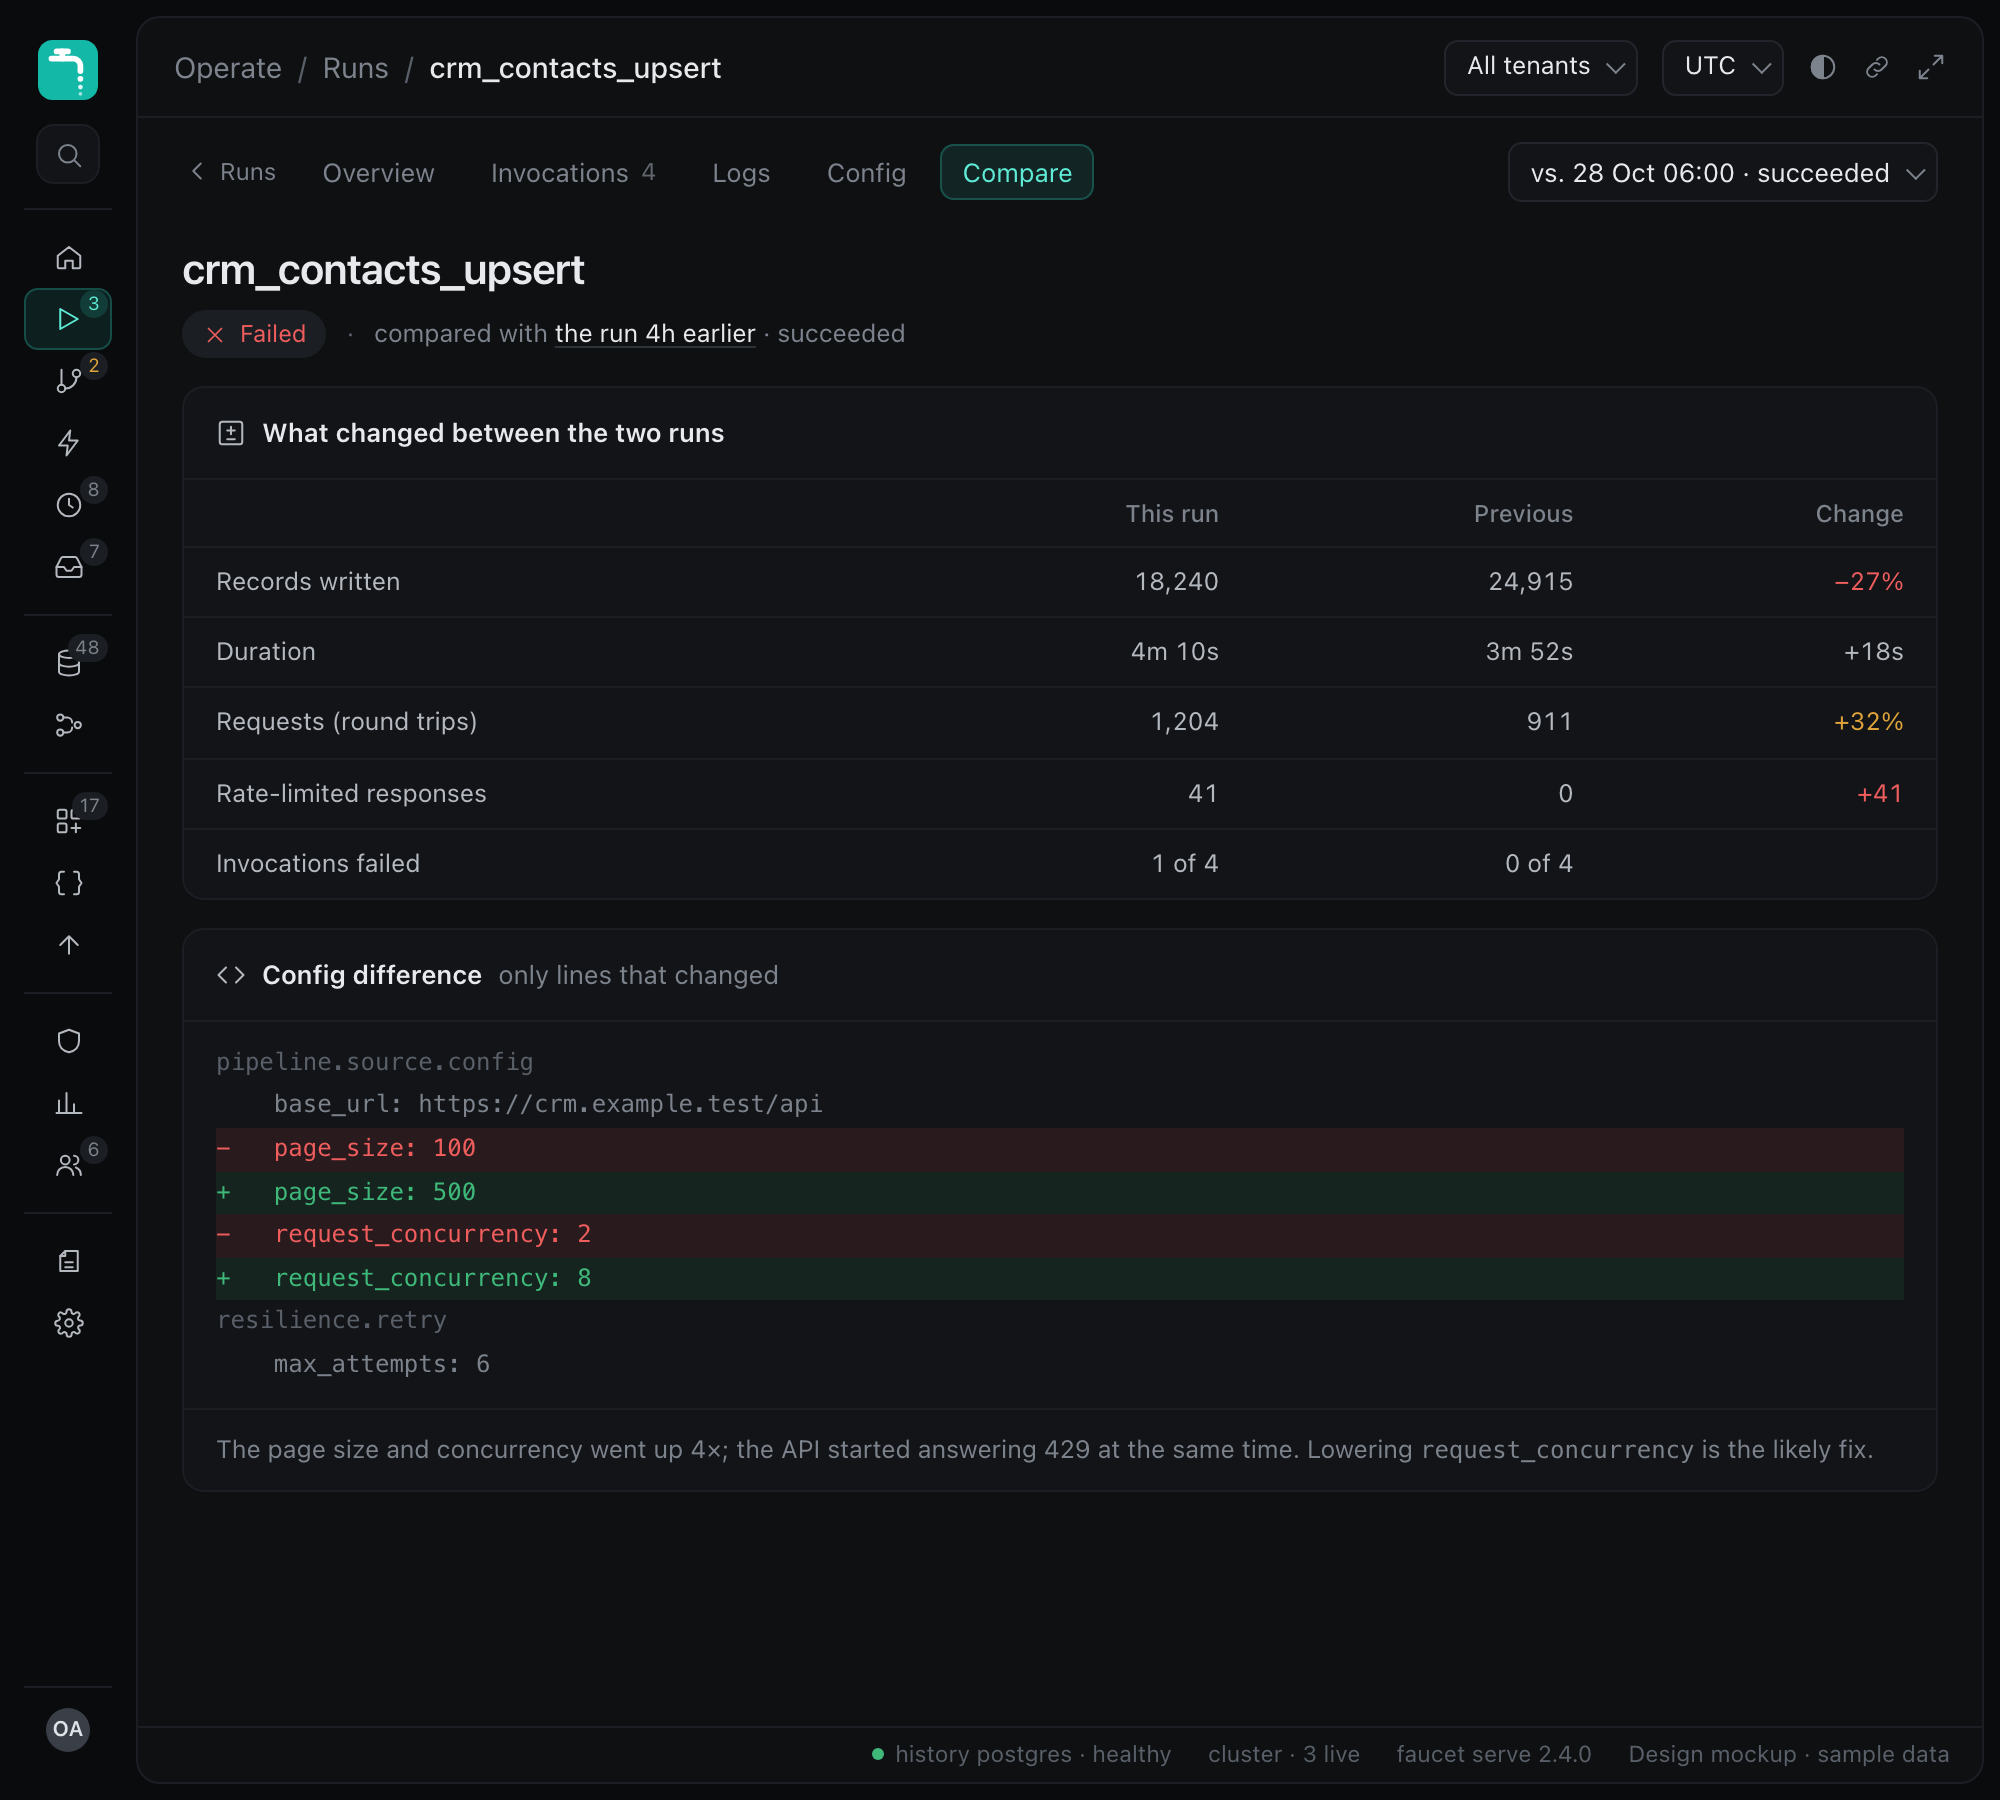 Operate / Runs / crm_contacts_upsert
All tenants
UTC
Runs
Overview
Invocations 4
Logs
Config
Compare
vs. 28 Oct 06:00 · succeeded
crm_contacts_upsert
Failed · compared with the run 4h earlier · succeeded
What changed between the two runs
This run Previous Change
Records written 18,240 24,915 −27%
Duration 4m 10s 3m 52s +18s
Requests (round trips) 1,204 911 +32%
Rate-limited responses 41 0 +41
Invocations failed 1 of 4 0 of 4
Config difference only lines that changed
pipeline.source.config
base_url: https://crm.example.test/api
− page_size: 100
+ page_size: 500
− request_concurrency: 2
+ request_concurrency: 8
resilience.retry
max_attempts: 6
The page size and concurrency went up 4×; the API started answering 429 at the same time. Lowering request_concurrency is the likely fix.
3
2
8
7
48
17
6
OA
history postgres · healthy
cluster · 3 live
faucet serve 2.4.0
Design mockup · sample data